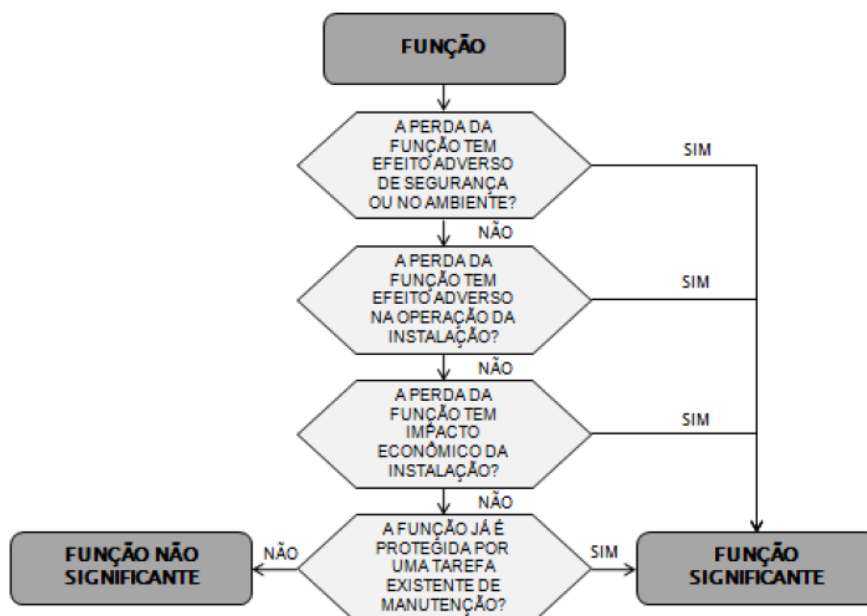 FUNÇÃO
A PERDA DA
FUNÇÃO TEM
EFEITO ADVERSO
DE SEGURANÇA
OU NO AMBIENTE?
SIM
NÃO
A PERDA DA
FUNÇÃO TEM
EFEITO ADVERSO
NA OPERAÇÃO DA
INSTALAÇÃO?
SIM
NÃO
A PERDA DA
FUNÇÃO TEM
IMPACTO
ECONÔMICO DA
INSTALAÇÃO?
SIM
NÃO
A FUNÇÃO JÁ É
PROTEGIDA POR
UMA TAREFA
EXISTENTE DE
MANUTENÇÃO?
NÃO
SIM
FUNÇÃO NÃO
SIGNIFICANTE
FUNÇÃO
SIGNIFICANTE